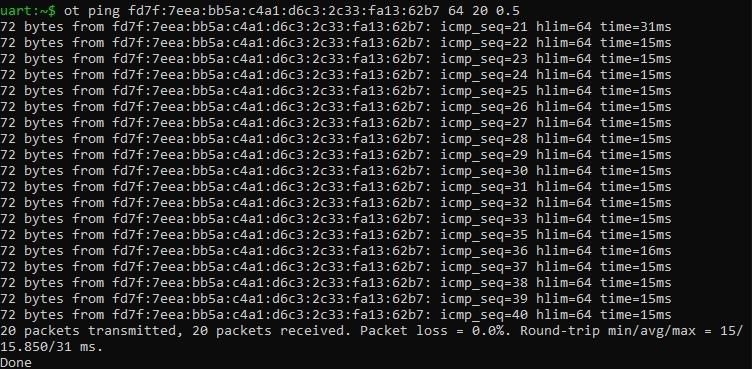 uart:~$ ot ping fd7f:7eea:bb5a:c4a1:d6c3:2c33:fa13:62b7 64 20 0.5
72 bytes from fd7f:7eea:bb5a:c4a1:d6c3:2c33:fa13:62b7: icmp_seq=21 hlim=64 time=31ms
72 bytes from fd7f:7eea:bb5a:c4a1:d6c3:2c33:fa13:62b7: icmp_seq=22 hlim=64 time=15ms
72 bytes from fd7f:7eea:bb5a:c4a1:d6c3:2c33:fa13:62b7: icmp_seq=23 hlim=64 time=15ms
72 bytes from fd7f:7eea:bb5a:c4a1:d6c3:2c33:fa13:62b7: icmp_seq=24 hlim=64 time=15ms
72 bytes from fd7f:7eea:bb5a:c4a1:d6c3:2c33:fa13:62b7: icmp_seq=25 hlim=64 time=15ms
72 bytes from fd7f:7eea:bb5a:c4a1:d6c3:2c33:fa13:62b7: icmp_seq=26 hlim=64 time=15ms
72 bytes from fd7f:7eea:bb5a:c4a1:d6c3:2c33:fa13:62b7: icmp_seq=27 hlim=64 time=15ms
72 bytes from fd7f:7eea:bb5a:c4a1:d6c3:2c33:fa13:62b7: icmp_seq=28 hlim=64 time=15ms
72 bytes from fd7f:7eea:bb5a:c4a1:d6c3:2c33:fa13:62b7: icmp_seq=29 hlim=64 time=15ms
72 bytes from fd7f:7eea:bb5a:c4a1:d6c3:2c33:fa13:62b7: icmp_seq=30 hlim=64 time=15ms
72 bytes from fd7f:7eea:bb5a:c4a1:d6c3:2c33:fa13:62b7: icmp_seq=31 hlim=64 time=15ms
72 bytes from fd7f:7eea:bb5a:c4a1:d6c3:2c33:fa13:62b7: icmp_seq=32 hlim=64 time=15ms
72 bytes from fd7f:7eea:bb5a:c4a1:d6c3:2c33:fa13:62b7: icmp_seq=33 hlim=64 time=15ms
72 bytes from fd7f:7eea:bb5a:c4a1:d6c3:2c33:fa13:62b7: icmp_seq=35 hlim=64 time=15ms
72 bytes from fd7f:7eea:bb5a:c4a1:d6c3:2c33:fa13:62b7: icmp_seq=36 hlim=64 time=16ms
72 bytes from fd7f:7eea:bb5a:c4a1:d6c3:2c33:fa13:62b7: icmp_seq=37 hlim=64 time=15ms
72 bytes from fd7f:7eea:bb5a:c4a1:d6c3:2c33:fa13:62b7: icmp_seq=38 hlim=64 time=15ms
72 bytes from fd7f:7eea:bb5a:c4a1:d6c3:2c33:fa13:62b7: icmp_seq=39 hlim=64 time=15ms
72 bytes from fd7f:7eea:bb5a:c4a1:d6c3:2c33:fa13:62b7: icmp_seq=40 hlim=64 time=15ms
20 packets transmitted, 20 packets received. Packet loss = 0.0%. Round-trip min/avg/max = 15/
15.850/31 ms.
Done